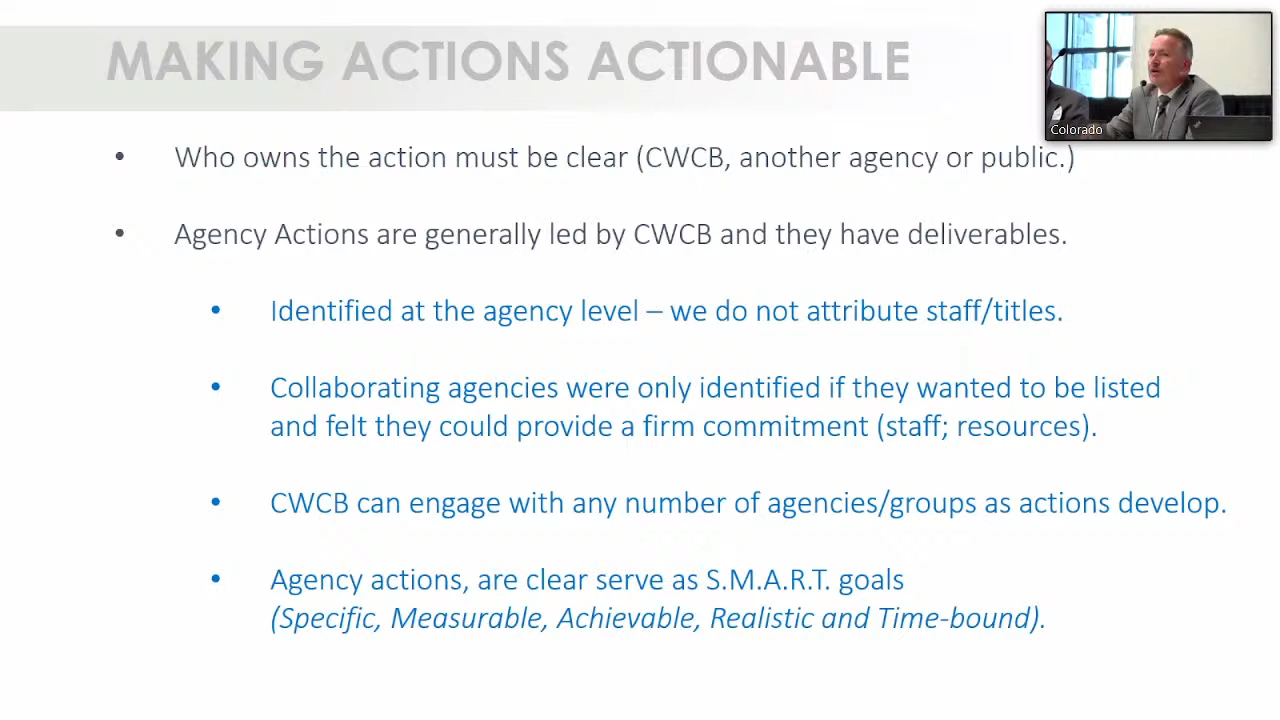 MAKING ACTIONS ACTIONABLE
Colorado
• Who owns the action must be clear (CWCB, another agency or public.)
• Agency Actions are generally led by CWCB and they have deliverables.
• Identified at the agency level – we do not attribute staff/titles.
• Collaborating agencies were only identified if they wanted to be listed
and felt they could provide a firm commitment (staff; resources).
• CWCB can engage with any number of agencies/groups as actions develop.
• Agency actions, are clear serve as S.M.A.R.T. goals
(Specific, Measurable, Achievable, Realistic and Time-bound).